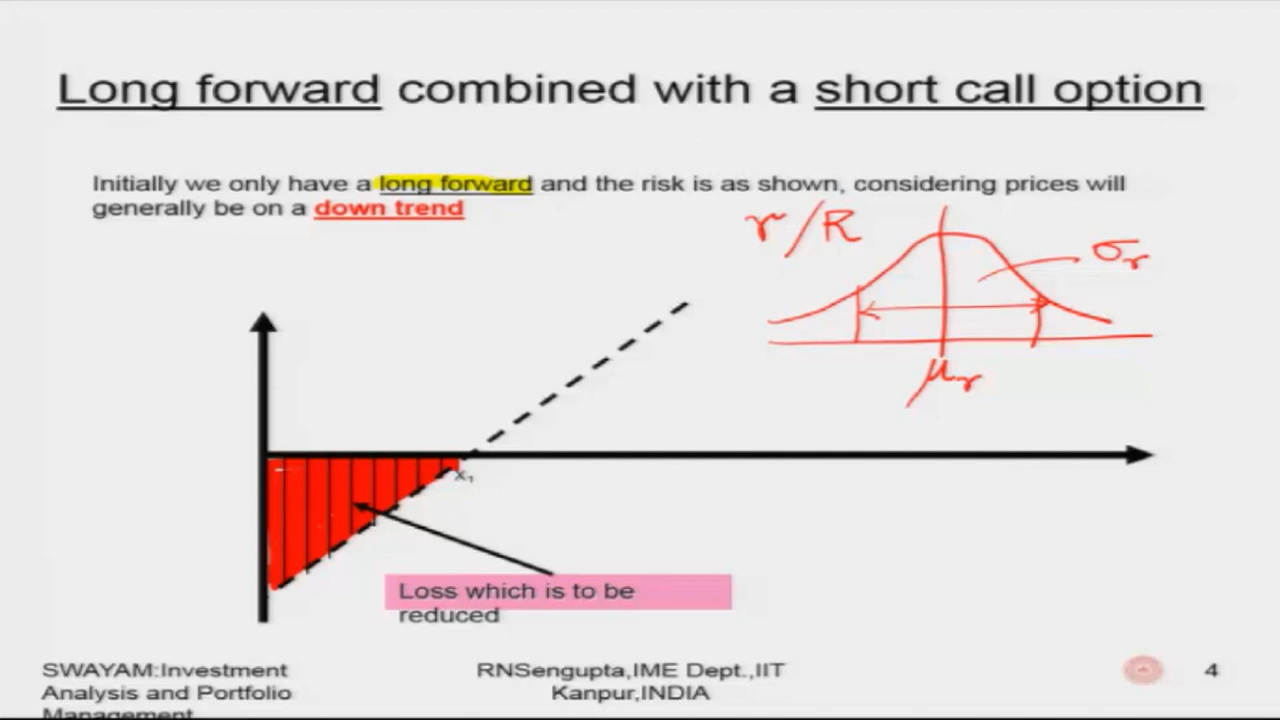 Long forward combined with a short call option
Initially we only have a long forward and the risk is as shown, considering prices will
generally be on a down trend
r/R
σr
μr
x1
Loss which is to be
reduced
SWAYAM:Investment
Analysis and Portfolio
Management
RNSengupta,IME Dept.,IIT
Kanpur,INDIA
4